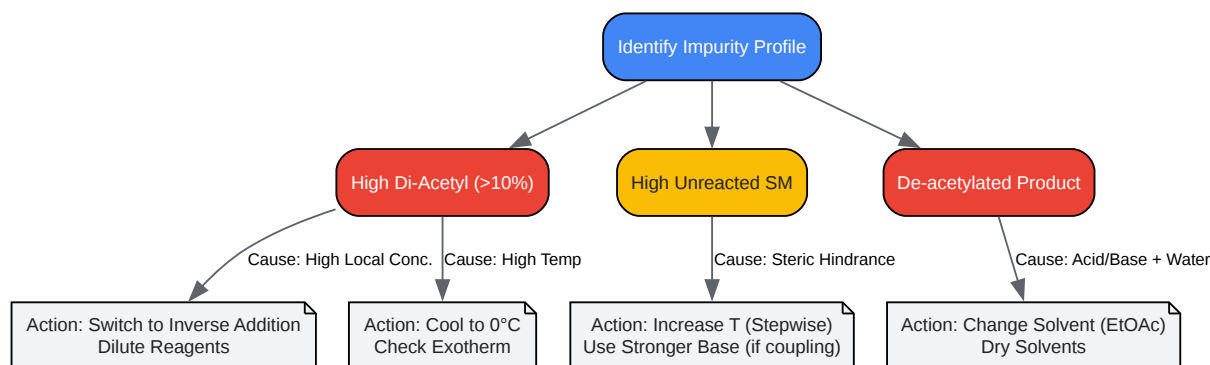 Identify Impurity Profile
High Di-Acetyl (>10%)
High Unreacted SM
De-acetylated Product
Cause: High Local Conc.
Cause: High Temp
Cause: Steric Hindrance
Cause: Acid/Base + Water
Action: Switch to Inverse Addition
Dilute Reagents
Action: Cool to 0°C
Check Exotherm
Action: Increase T (Stepwise)
Use Stronger Base (if coupling)
Action: Change Solvent (EtOAc)
Dry Solvents